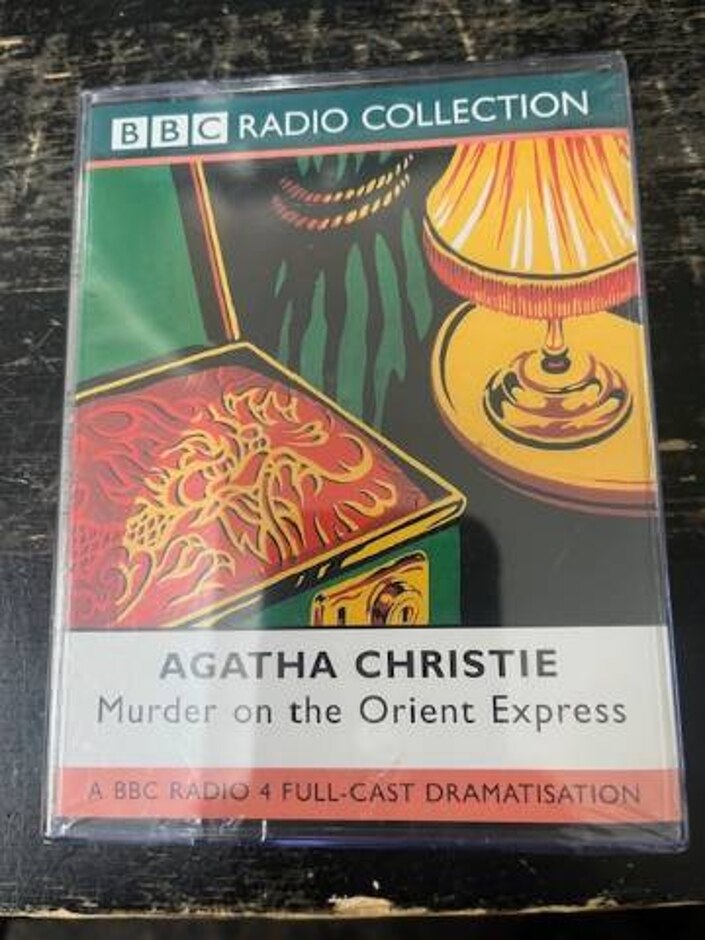 BBC RADIO COLLECTION
AGATHA CHRISTIE
Murder on the Orient Express
A BBC RADIO 4 FULL-CAST DRAMATISATION